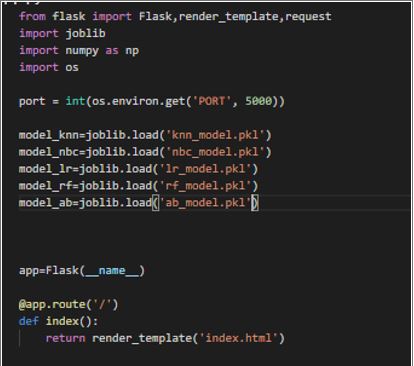 from flask import Flask,render_template,request
import joblib
import numpy as np
import os
port = int(os.environ.get('PORT', 5000))
model_knn=joblib.load('knn_model.pkl')
model_nbc=joblib.load('nbc_model.pkl')
model_lr=joblib.load('lr_model.pkl')
model_rf=joblib.load('rf_model.pkl')
model_ab=joblib.load('ab_model.pkl')
app=Flask(__name__)
@app.route('/')
def index():
    return render_template('index.html')